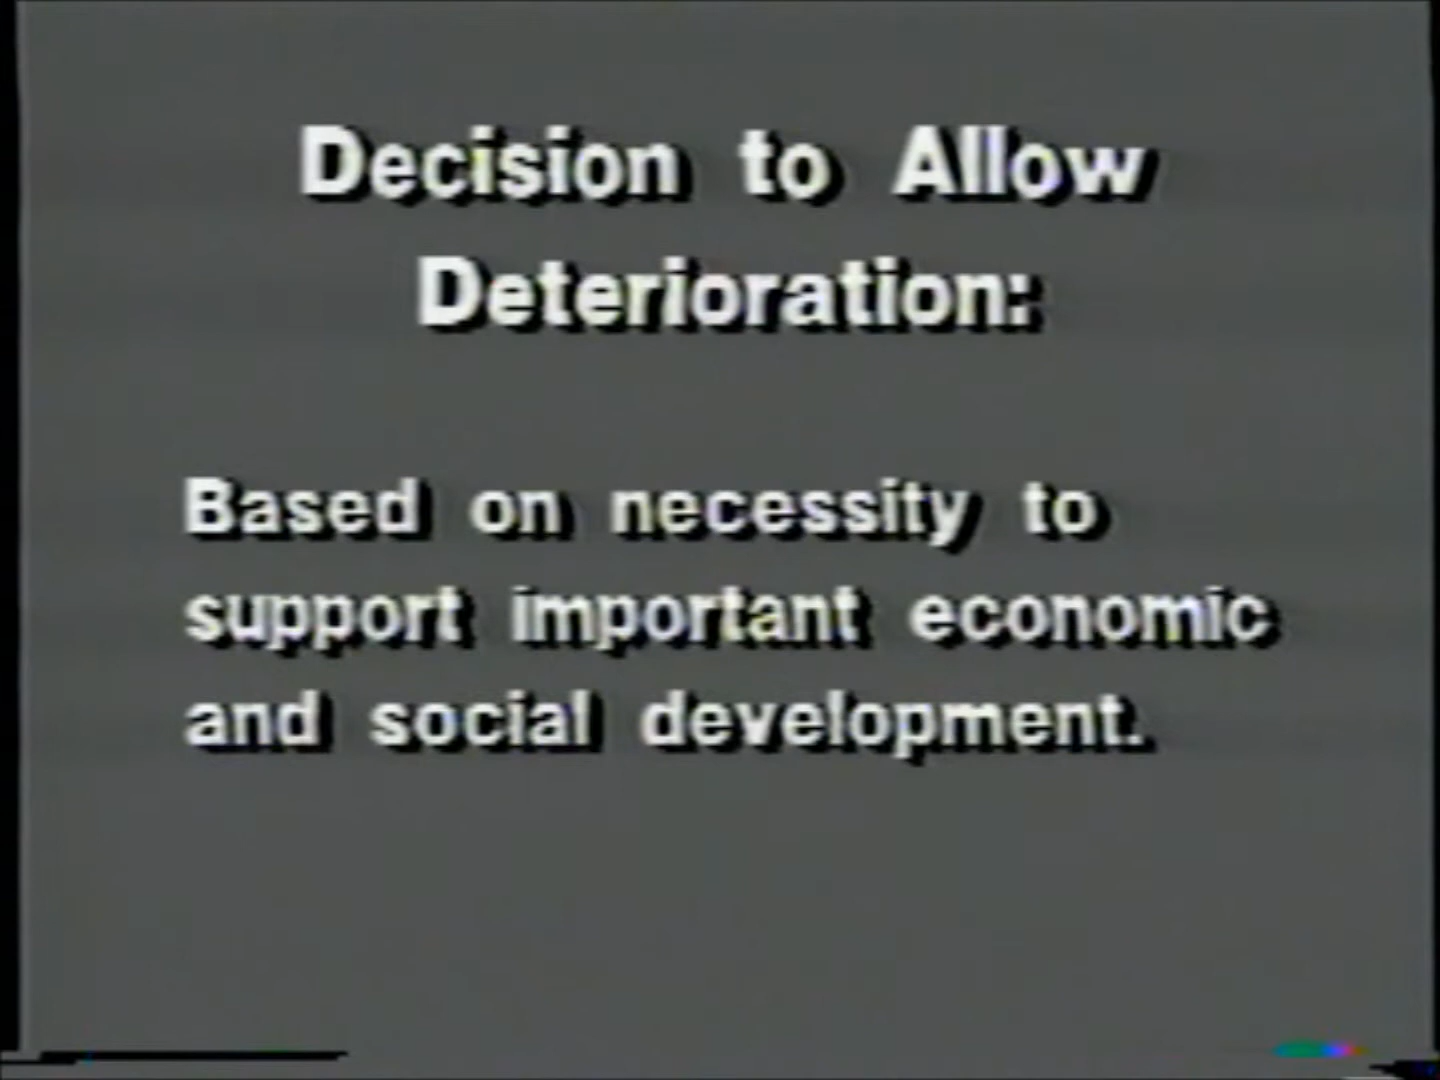 Decision to Allow
Deterioration:
Based on necessity to
support important economic
and social development.